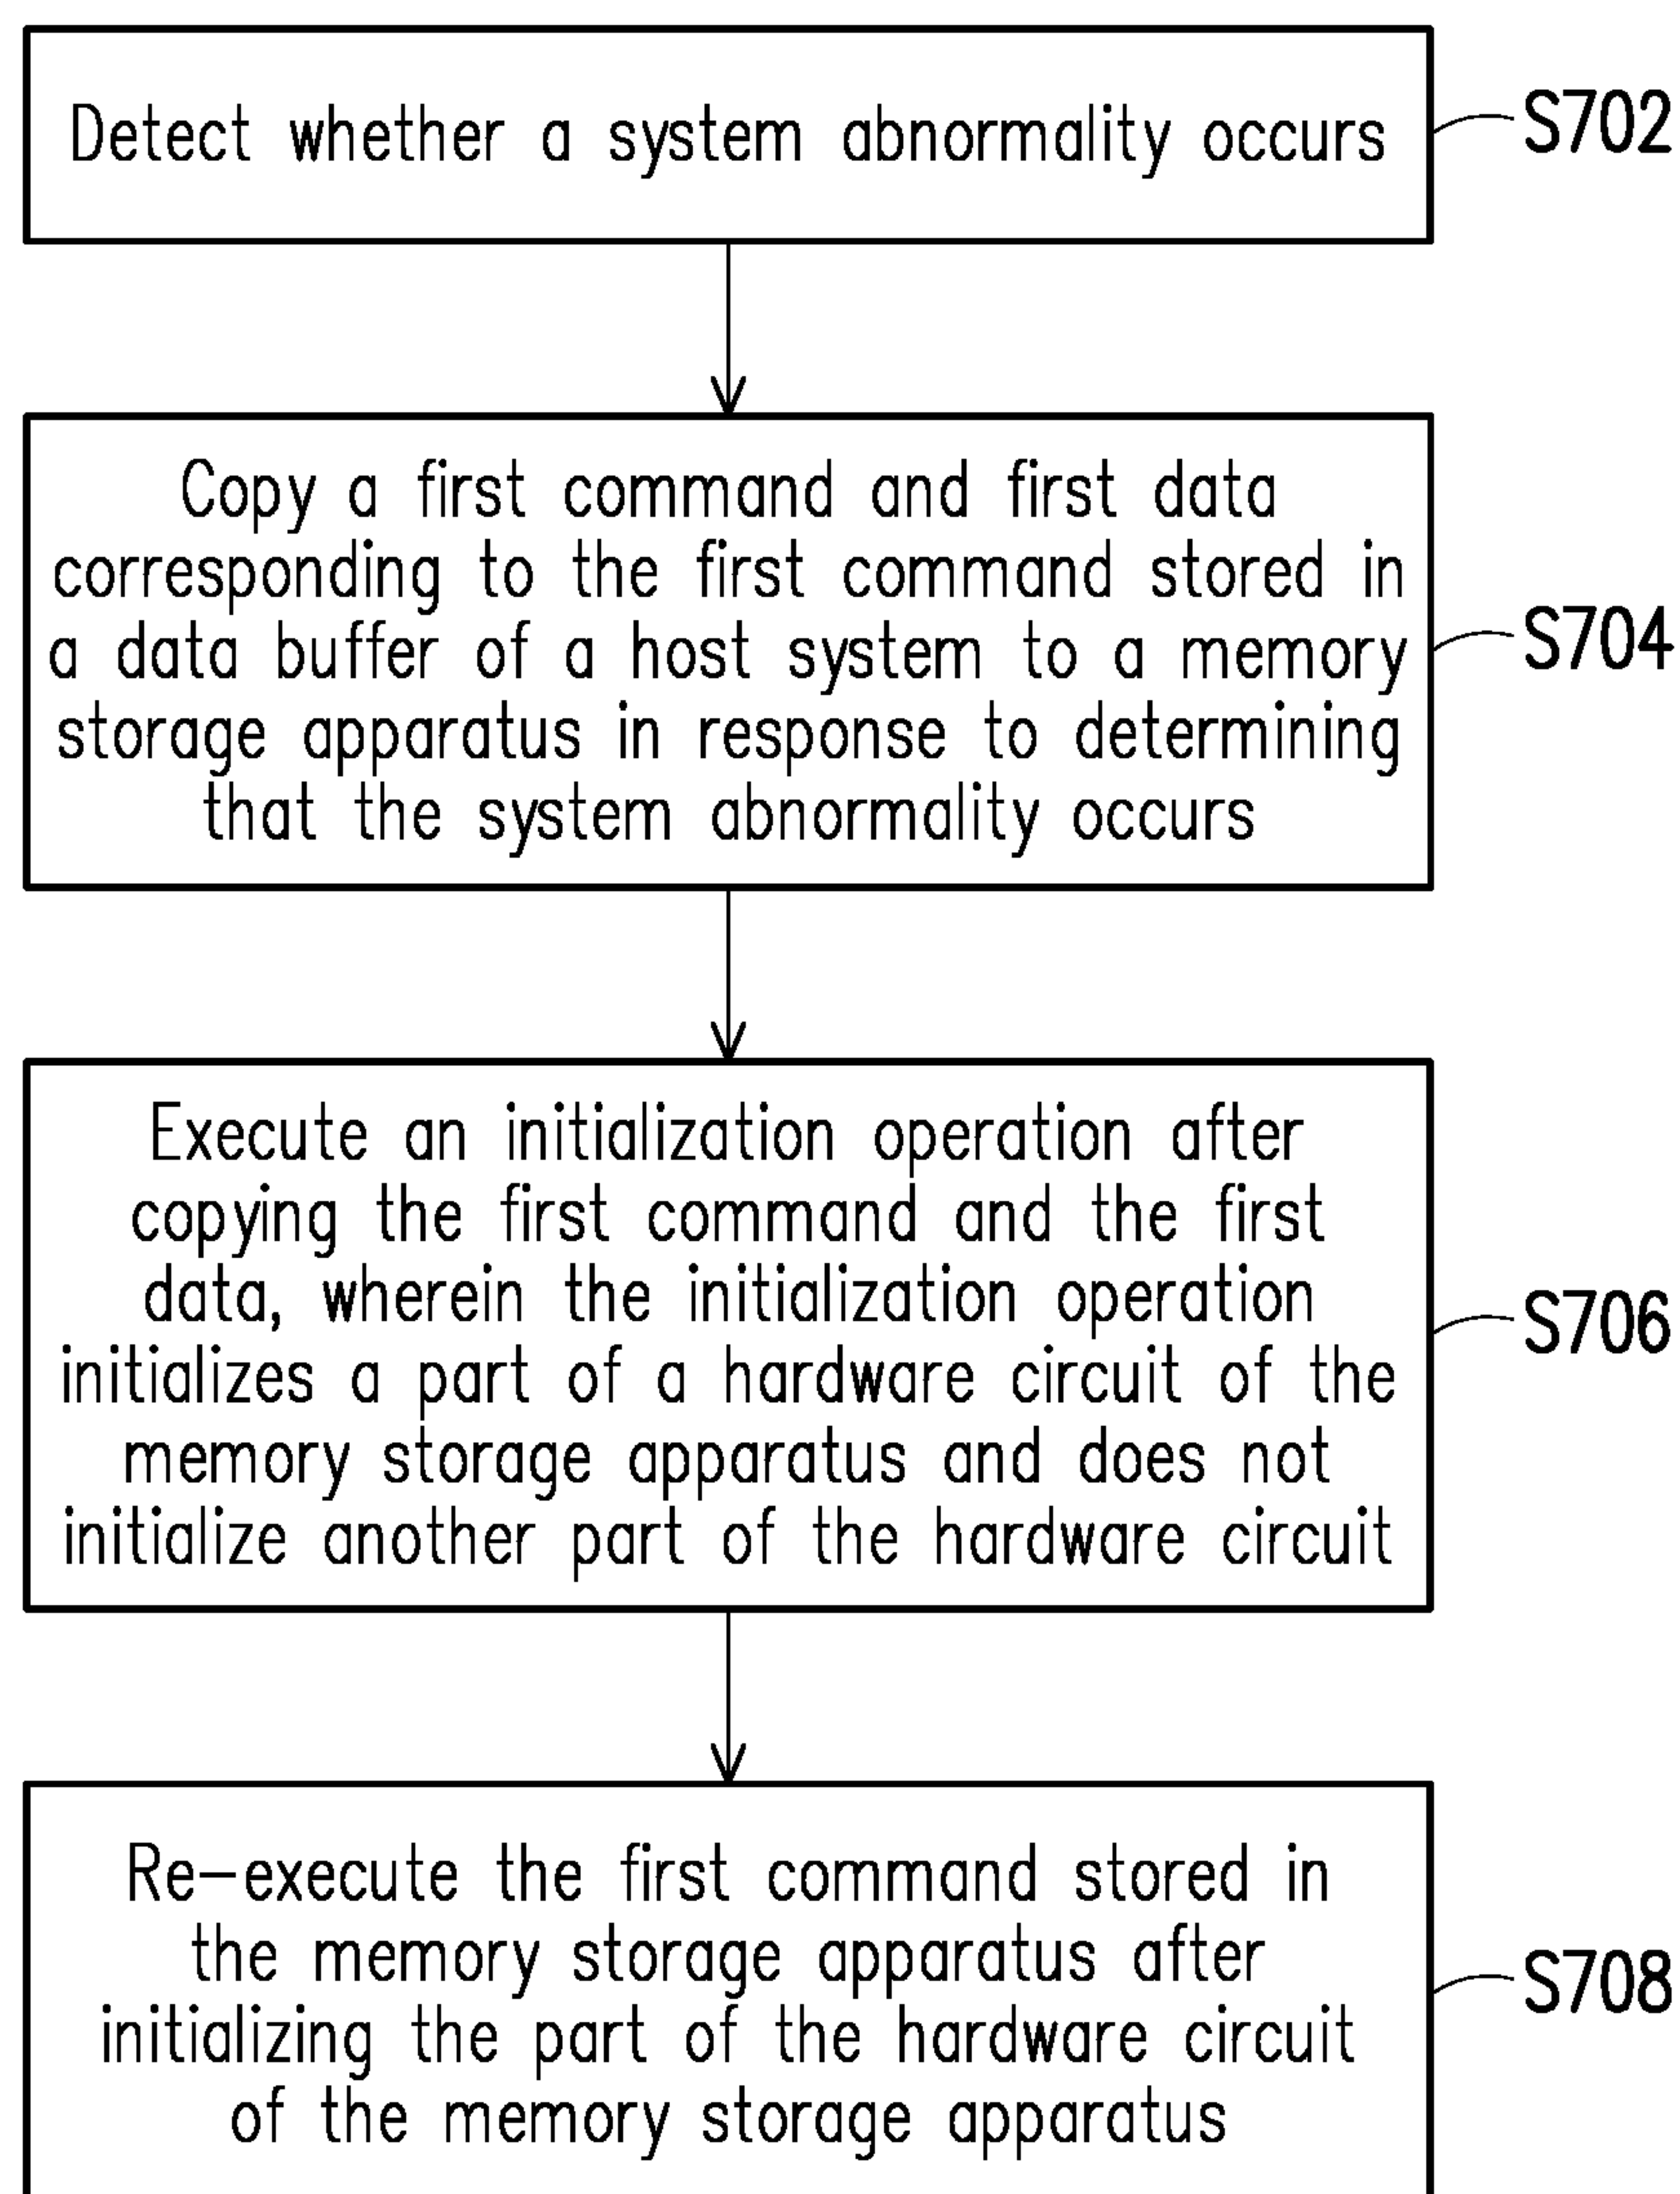 Detect whether a system abnormality occurs
S702
Copy a first command and first data
corresponding to the first command stored in
a data buffer of a host system to a memory
storage apparatus in response to determining
that the system abnormality occurs
S704
Execute an initialization operation after
copying the first command and the first
data, wherein the initialization operation
initializes a part of a hardware circuit of the
memory storage apparatus and does not
initialize another part of the hardware circuit
S706
Re-execute the first command stored in
the memory storage apparatus after
initializing the part of the hardware circuit
of the memory storage apparatus
S708